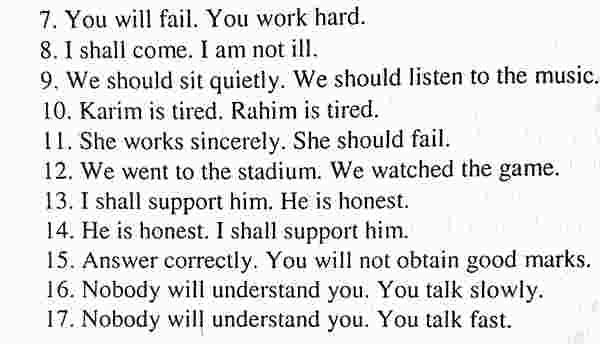 7. You will fail. You work hard.
8. I shall come. I am not ill.
9. We should sit quietly. We should listen to the music.
10. Karim is tired. Rahim is tired.
11. She works sincerely. She should fail.
12. We went to the stadium. We watched the game.
13. I shall support him. He is honest.
14. He is honest. I shall support him.
15. Answer correctly. You will not obtain good marks.
16. Nobody will understand you. You talk slowly.
17. Nobody will understand you. You talk fast.